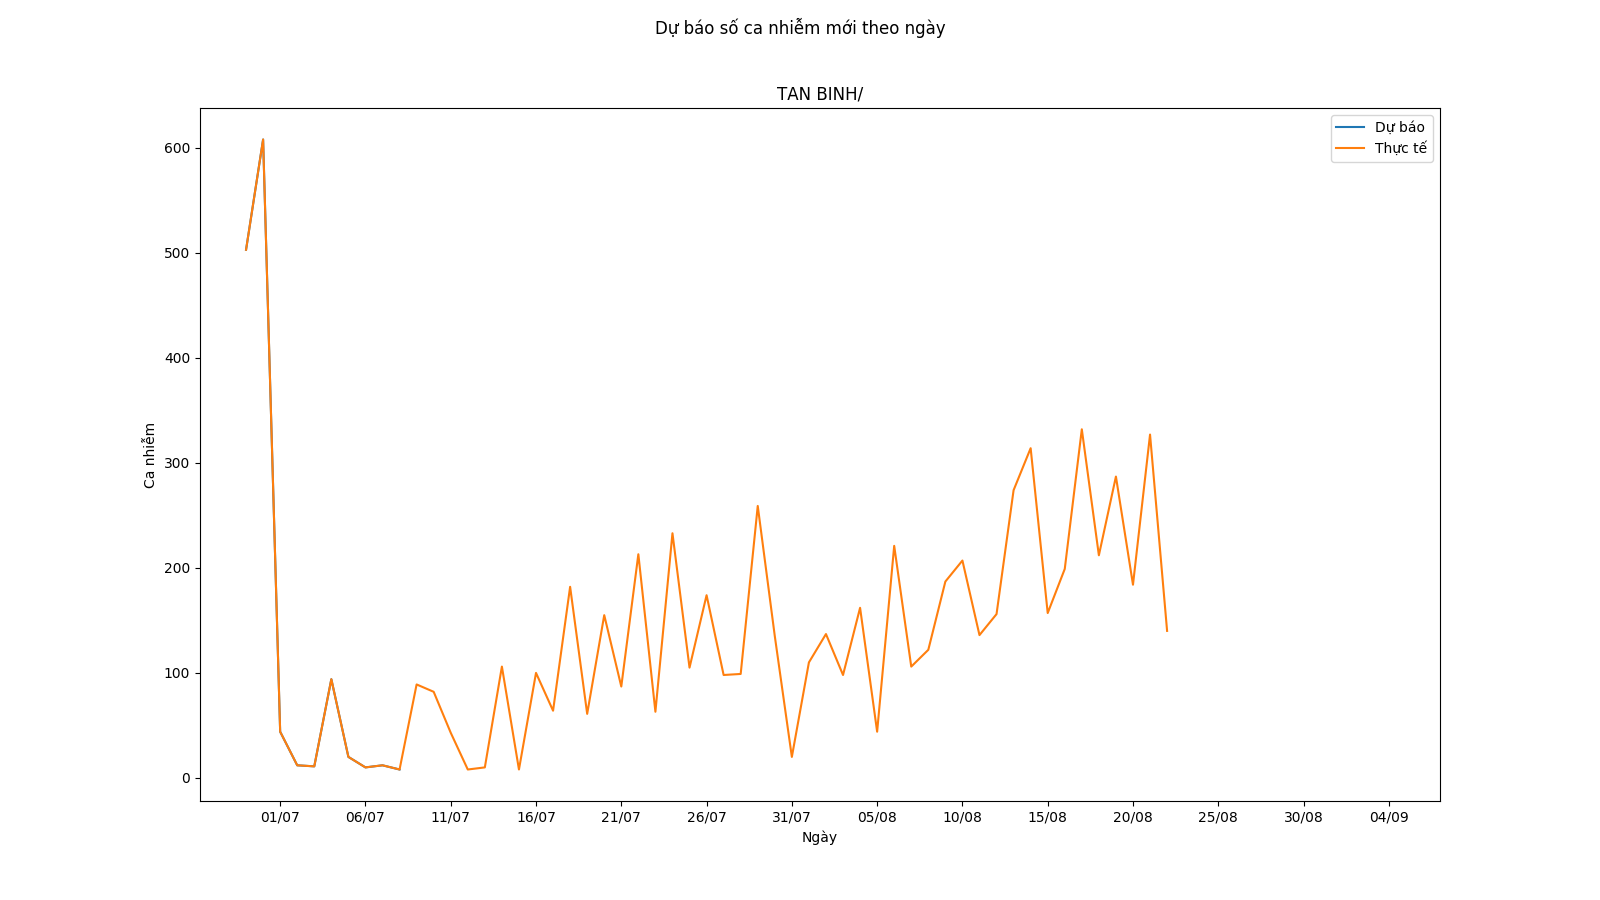 Dự báo số ca nhiễm mới theo ngày
TAN BINH/
Dự báo
Thực tế
Ca nhiễm
600
500
400
300
200
100
0
01/07 06/07 11/07 16/07 21/07 26/07 31/07 05/08 10/08 15/08 20/08 25/08 30/08 04/09
Ngày